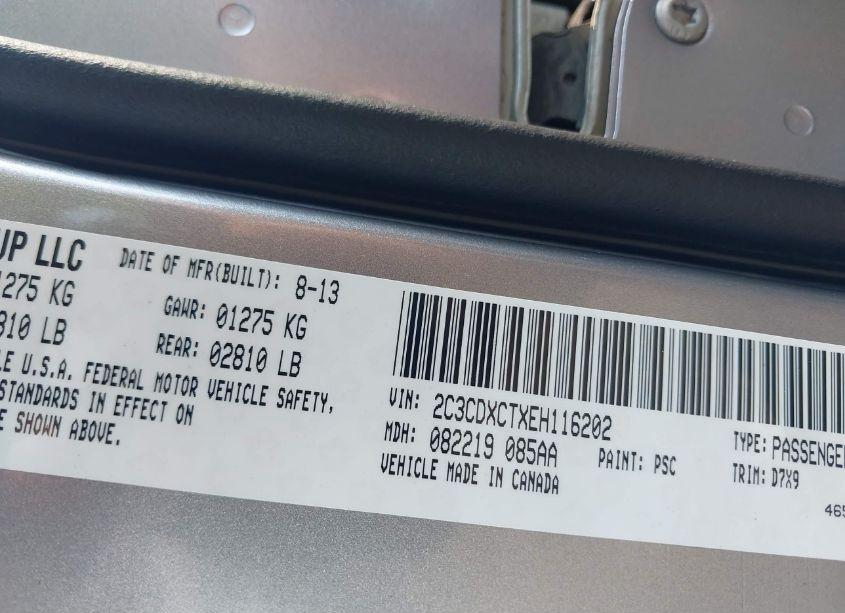 UP LLC
DATE OF MFR(BUILT): 8-13
1275 KG
GAWR: 01275 KG
810 LB
REAR: 02810 LB
LE U.S.A. FEDERAL MOTOR VEHICLE SAFETY,
STANDARDS IN EFFECT ON
E SHOWN ABOVE.
VIN: 2C3CDXCTXEH116202
MDH: 082219 085AA
VEHICLE MADE IN CANADA
PAINT: PSC
TYPE: PASSENGER
TRIM: D7X9
465